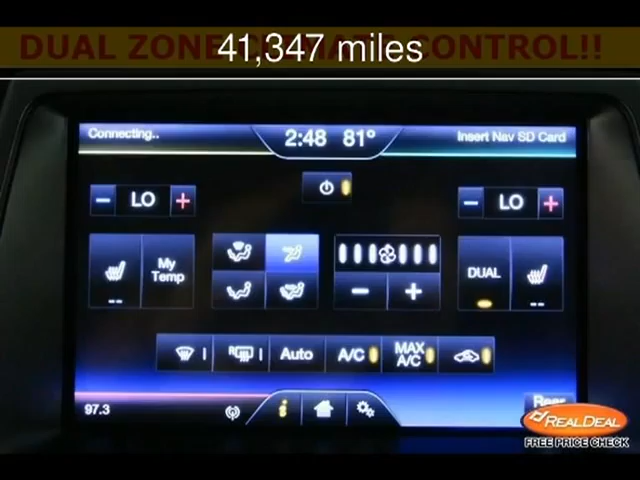 DUAL ZONE CLIMATE CONTROL!!
41,347 miles
Connecting..
2:48 81°
Insert Nav SD Card
− LO +
− LO +
My Temp
− +
DUAL
--
--
R
Auto
A/C
MAX A/C
97.3
i
Rear
REALDEAL
FREE PRICE CHECK